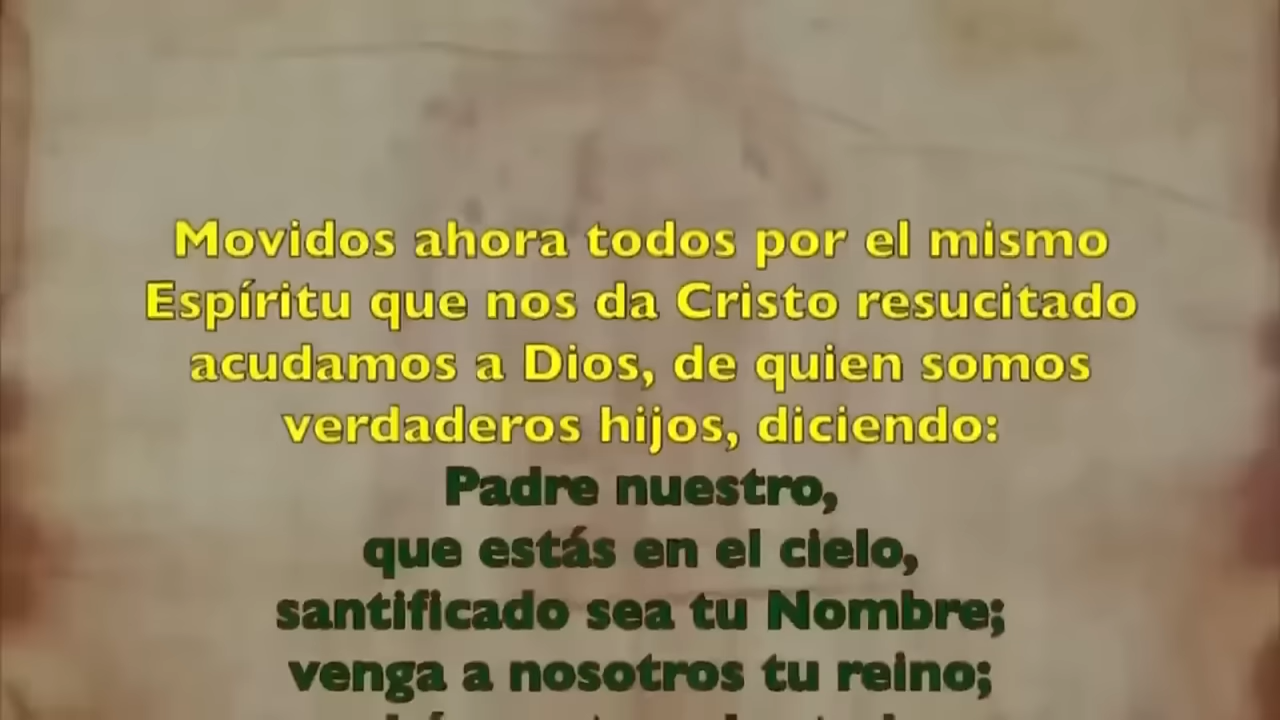 Movidos ahora todos por el mismo
Espíritu que nos da Cristo resucitado
acudamos a Dios, de quien somos
verdaderos hijos, diciendo:
Padre nuestro,
que estás en el cielo,
santificado sea tu Nombre;
venga a nosotros tu reino;